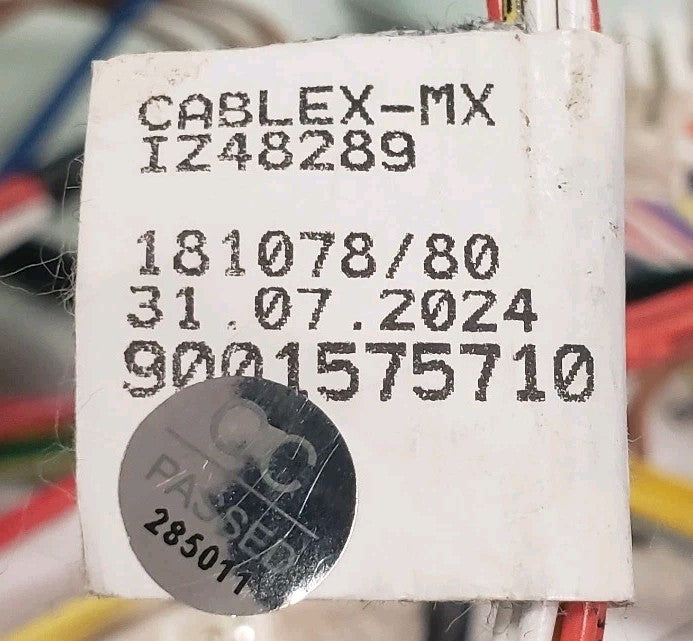 CABLEX-MX
IZ48289
181078/80
31.07.2024
9001575710
QC
PASSED
285011